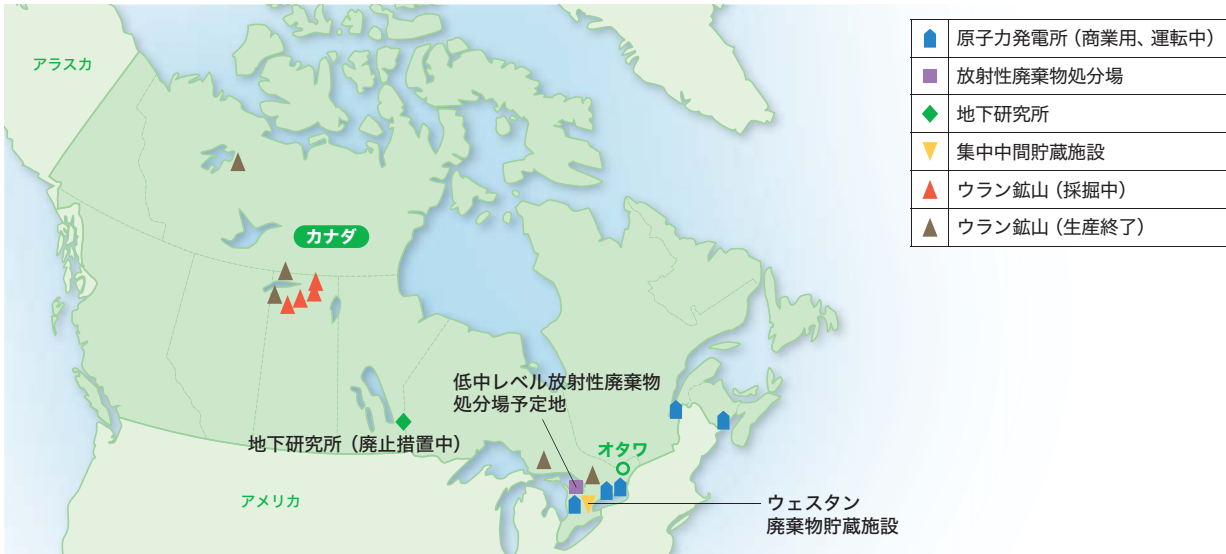 アラスカ
カナダ
低中レベル放射性廃棄物
処分場予定地
地下研究所（廃止措置中）
オタワ
アメリカ
ウェスタン
廃棄物貯蔵施設
原子力発電所（商業用、運転中）
放射性廃棄物処分場
地下研究所
集中中間貯蔵施設
ウラン鉱山（採掘中）
ウラン鉱山（生産終了）